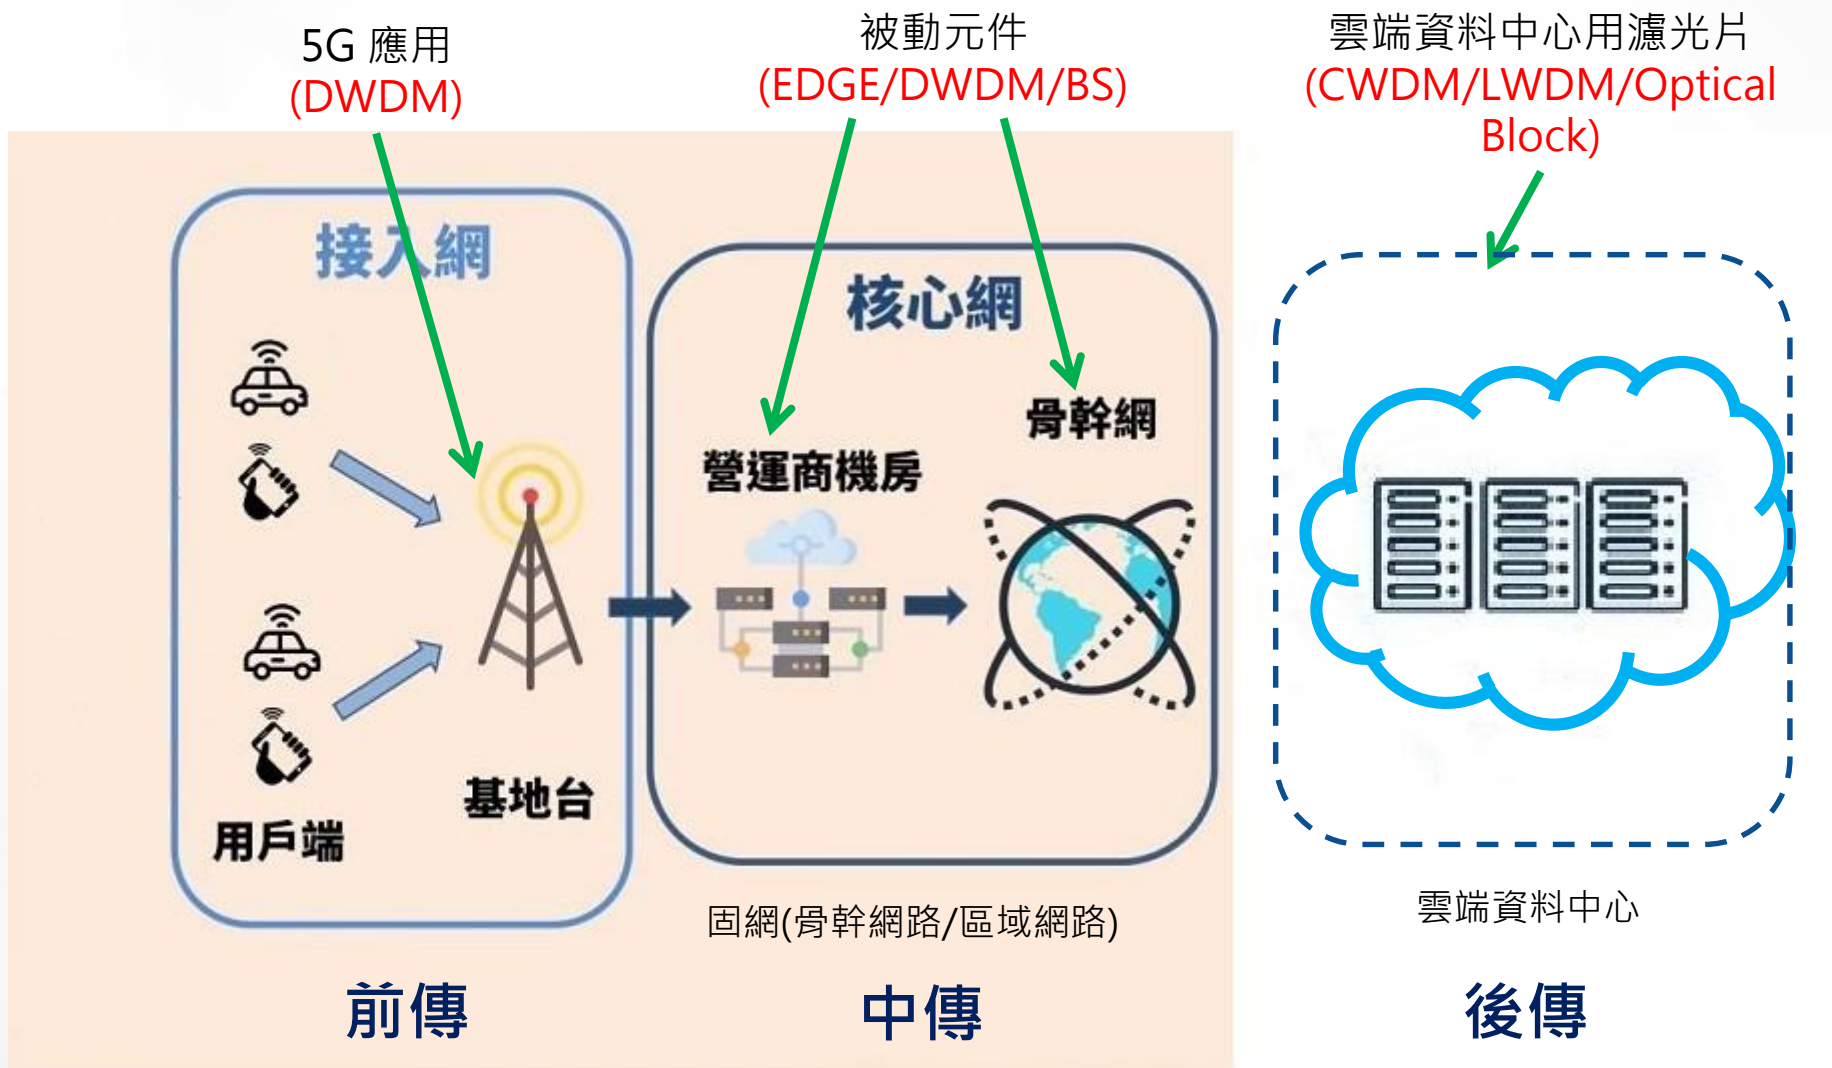 5G 應用
(DWDM)
被動元件
(EDGE/DWDM/BS)
雲端資料中心用濾光片
(CWDM/LWDM/Optical
Block)
接入網
核心網
骨幹網
營運商機房
基地台
用戶端
固網(骨幹網路/區域網路)
雲端資料中心
前傳
中傳
後傳